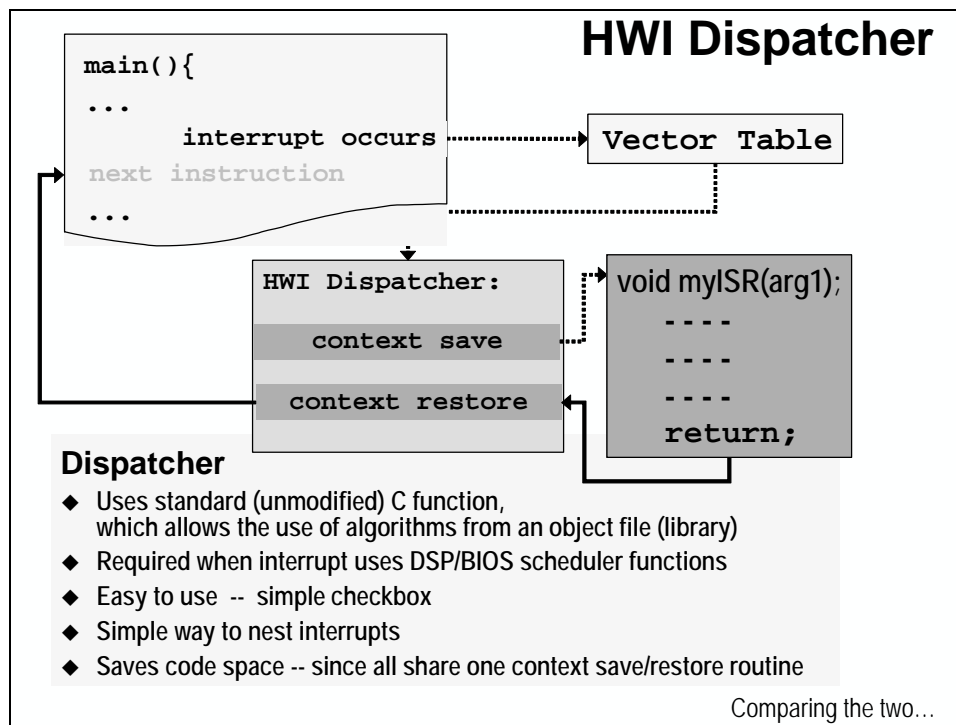 HWI Dispatcher
main(){
...
interrupt occurs
next instruction
...
Vector Table
HWI Dispatcher:
context save
context restore
void myISR(arg1);
- - - -
- - - -
- - - -
return;
Dispatcher
◆ Uses standard (unmodified) C function,
which allows the use of algorithms from an object file (library)
◆ Required when interrupt uses DSP/BIOS scheduler functions
◆ Easy to use -- simple checkbox
◆ Simple way to nest interrupts
◆ Saves code space -- since all share one context save/restore routine
Comparing the two…